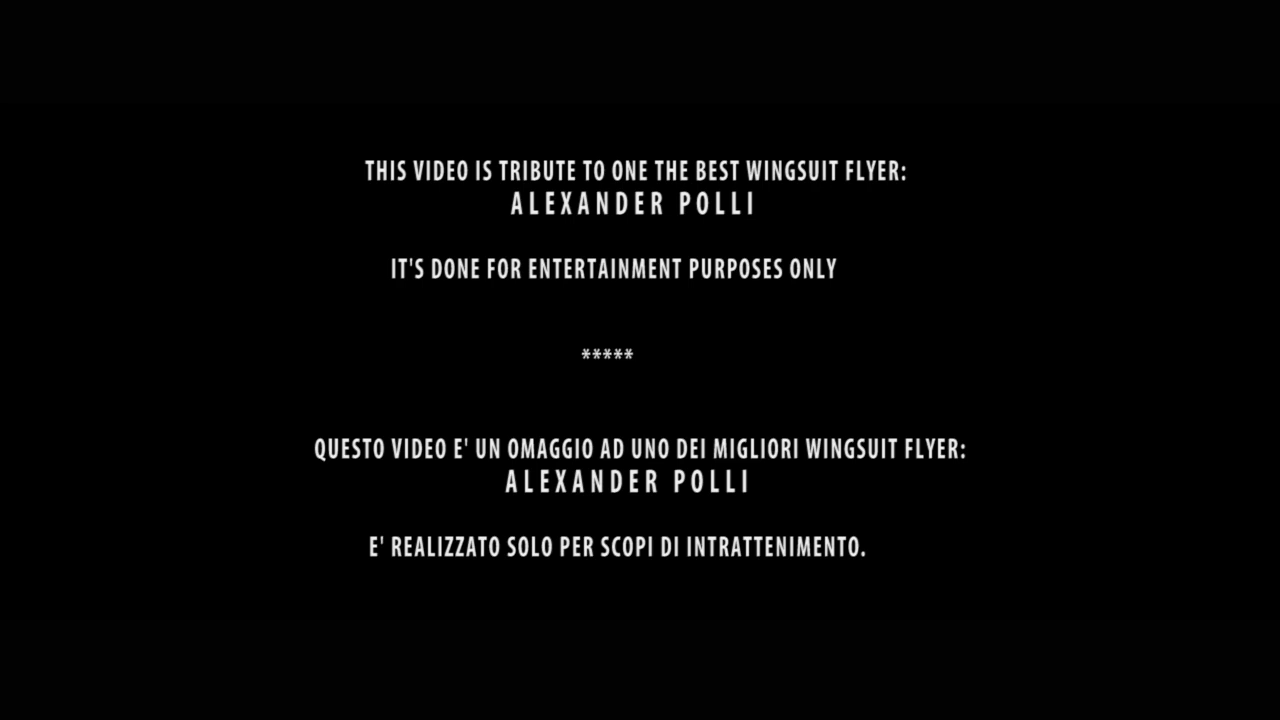 THIS VIDEO IS TRIBUTE TO ONE THE BEST WINGSUIT FLYER:
ALEXANDER POLLI
IT'S DONE FOR ENTERTAINMENT PURPOSES ONLY
*****
QUESTO VIDEO E' UN OMAGGIO AD UNO DEI MIGLIORI WINGSUIT FLYER:
ALEXANDER POLLI
E' REALIZZATO SOLO PER SCOPI DI INTRATTENIMENTO.